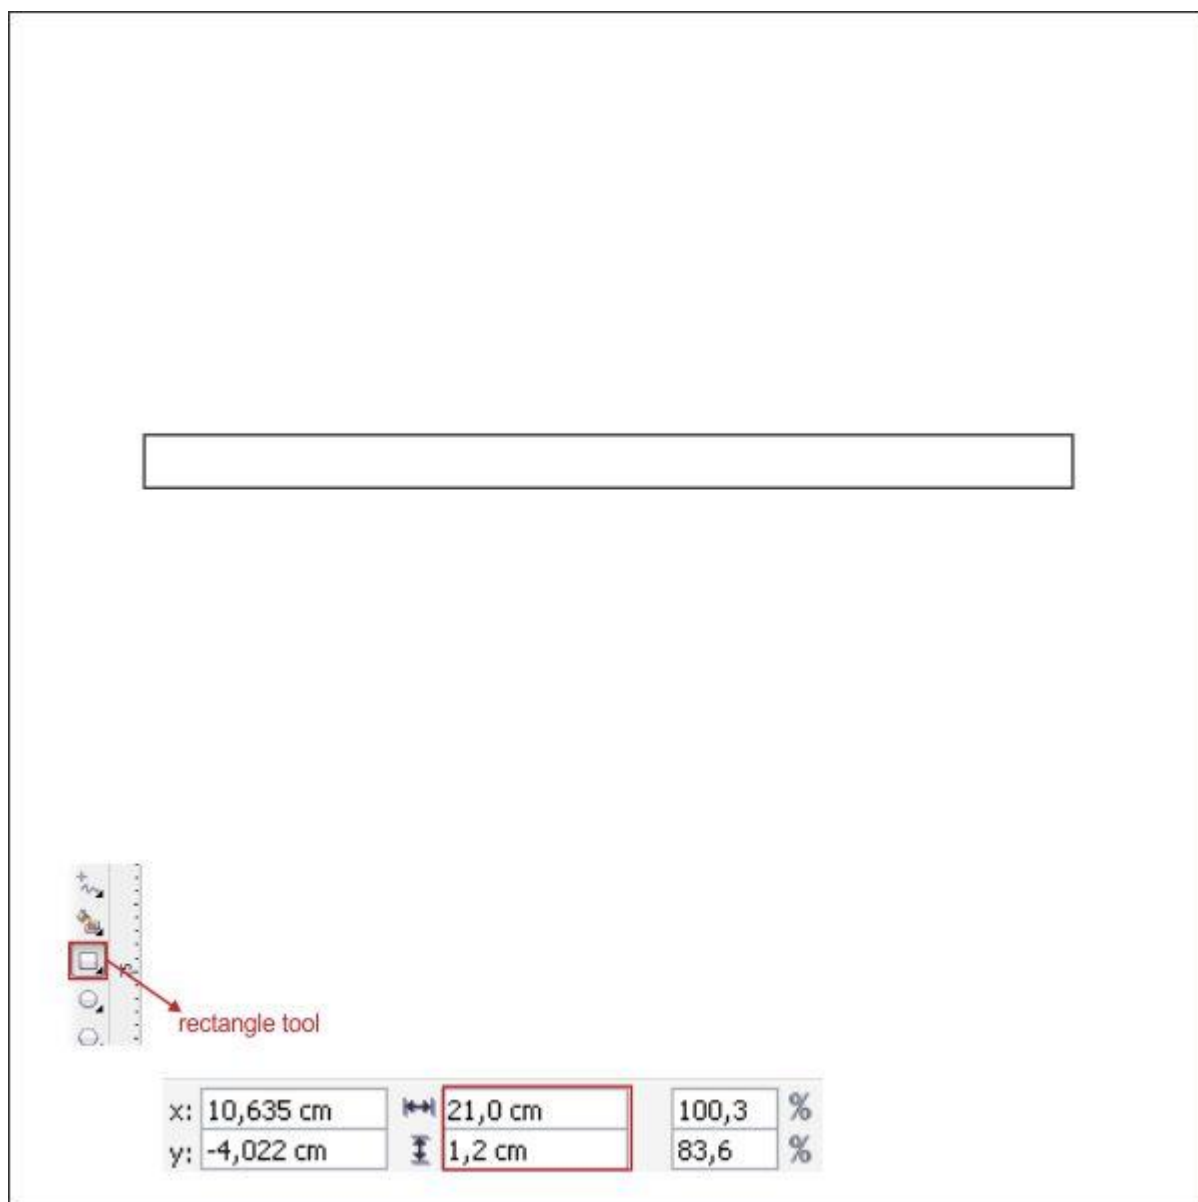 rectangle tool
x: 10,635 cm 21,0 cm 100,3 %
y: -4,022 cm 1,2 cm 83,6 %